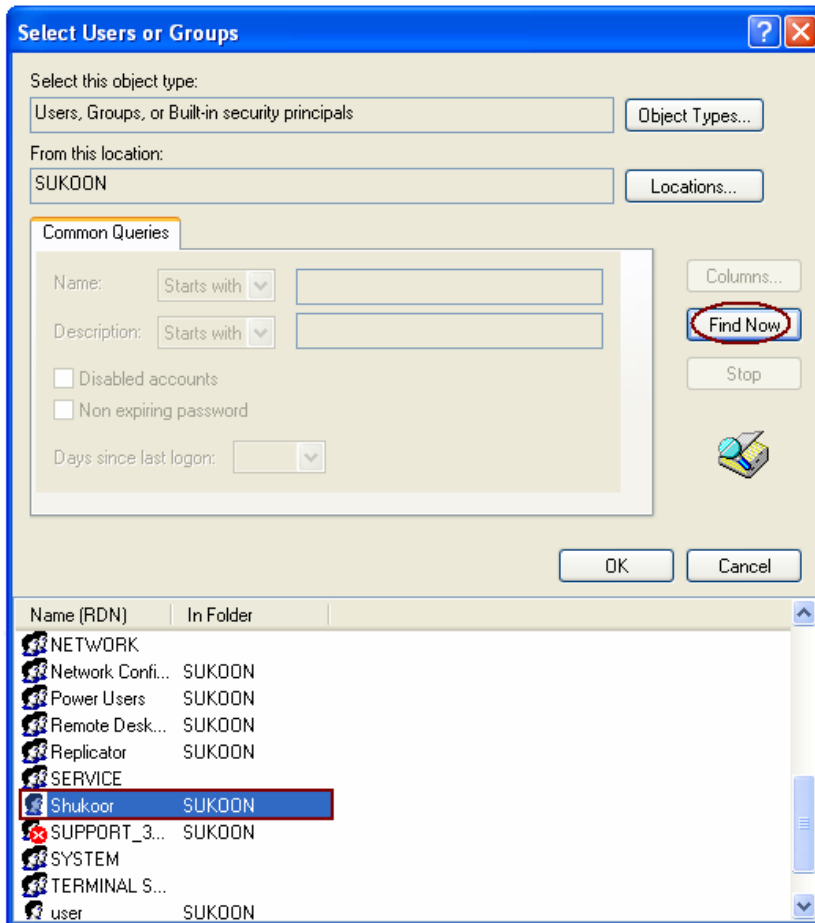 Select Users or Groups
Select this object type:
Users, Groups, or Built-in security principals
Object Types...
From this location:
SUKOON
Locations...
Common Queries
Name:
Starts with
Columns...
Description:
Starts with
Find Now
Disabled accounts
Stop
Non expiring password
Days since last logon:
OK
Cancel
Name (RDN) In Folder
NETWORK
Network Confi... SUKOON
Power Users SUKOON
Remote Desk... SUKOON
Replicator SUKOON
SERVICE
Shukoor SUKOON
SUPPORT_3... SUKOON
SYSTEM
TERMINAL S...
user SUKOON